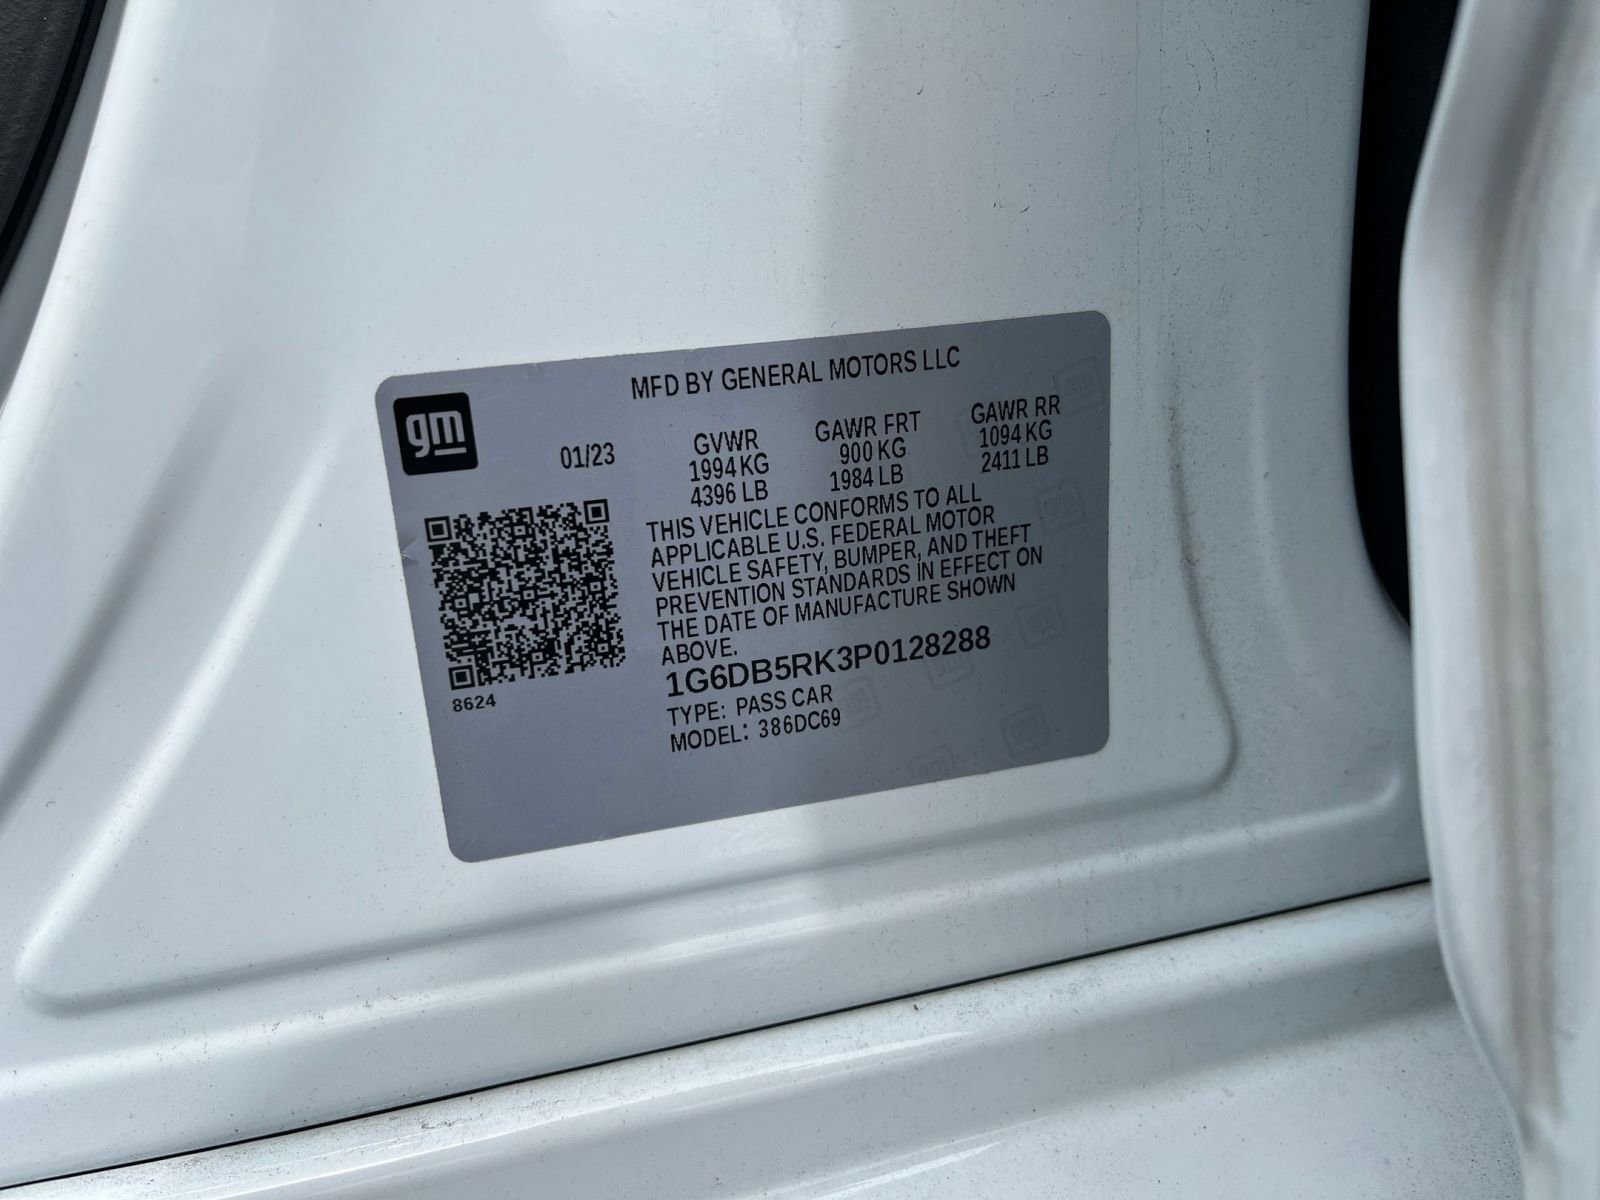 MFD BY GENERAL MOTORS LLC
gm
01/23
GVWR GAWR FRT GAWR RR
1994 KG 900 KG 1094 KG
4396 LB 1984 LB 2411 LB
THIS VEHICLE CONFORMS TO ALL
APPLICABLE U.S. FEDERAL MOTOR
VEHICLE SAFETY, BUMPER, AND THEFT
PREVENTION STANDARDS IN EFFECT ON
THE DATE OF MANUFACTURE SHOWN
ABOVE.
1G6DB5RK3P0128288
TYPE: PASS CAR
MODEL: 386DC69
8624